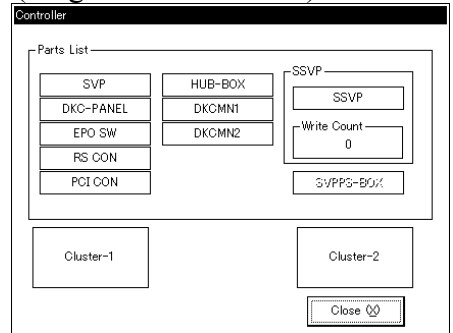 Controller
Parts List
SVP
HUB-BOX
SSVP
SSVP
DKC-PANEL
DKCMN1
EPO SW
DKCMN2
Write Count
0
RS CON
PCI CON
SVPPS-BOX
Cluster-1
Cluster-2
Close (X)